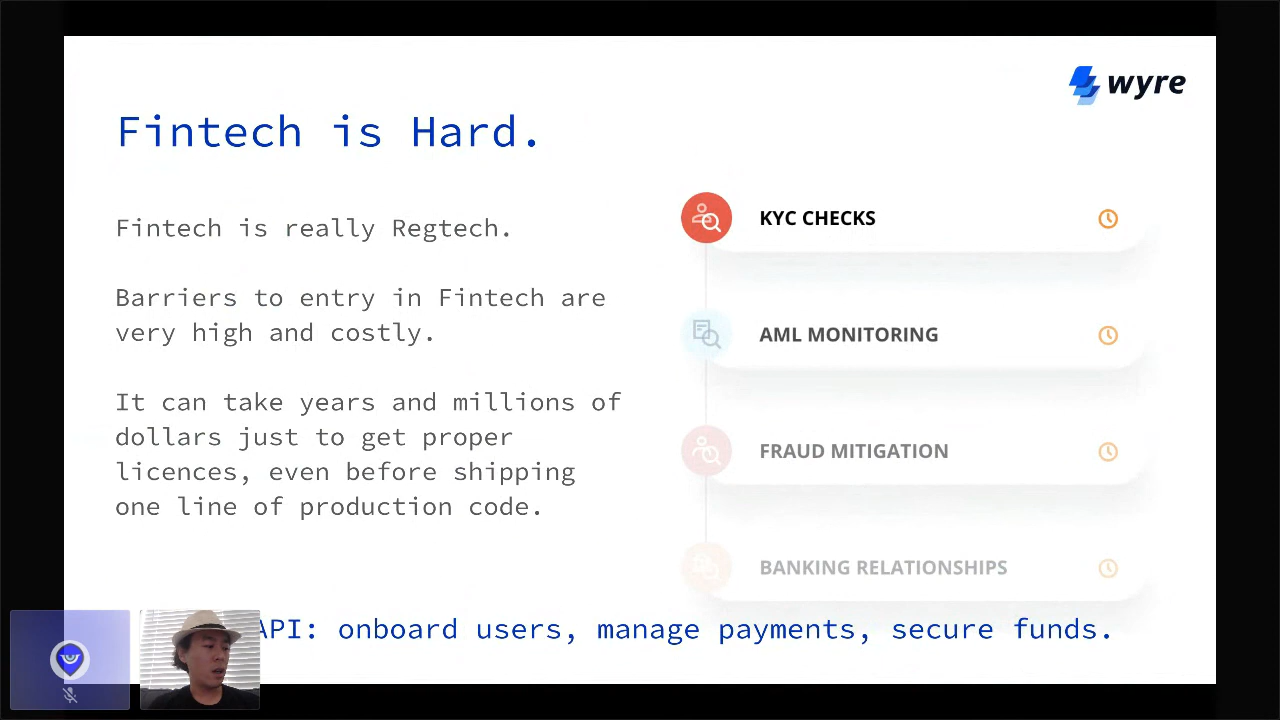 wyre
Fintech is Hard.
Fintech is really Regtech.
Barriers to entry in Fintech are
very high and costly.
It can take years and millions of
dollars just to get proper
licences, even before shipping
one line of production code.
KYC CHECKS
AML MONITORING
FRAUD MITIGATION
BANKING RELATIONSHIPS
API: onboard users, manage payments, secure funds.